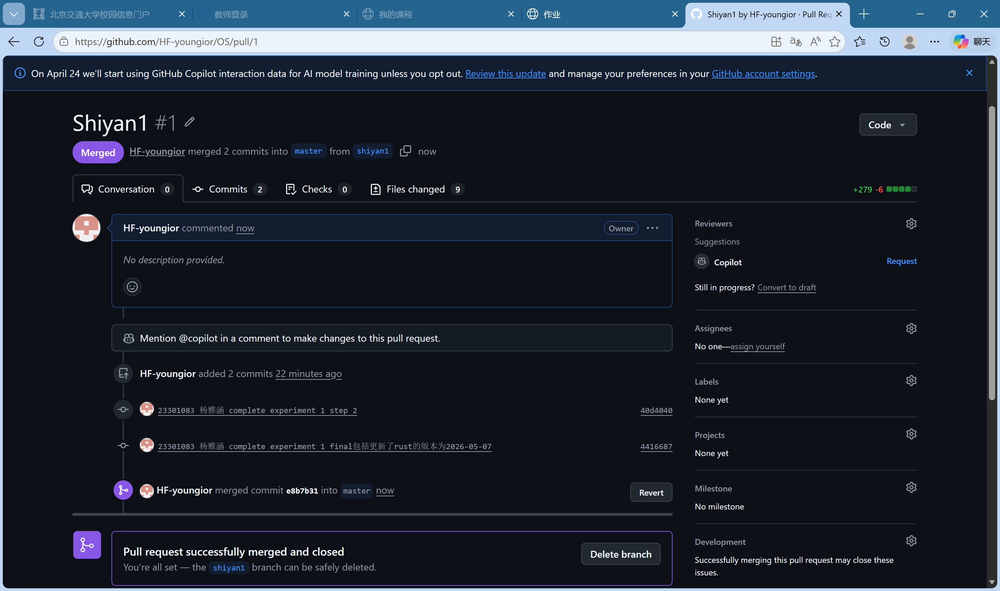 北京交通大学校园信息门户
教师登录
我的课程
作业
Shiyan1 by HF-youngior · Pull Req
https://github.com/HF-youngior/OS/pull/1
聊天
On April 24 we'll start using GitHub Copilot interaction data for AI model training unless you opt out. Review this update and manage your preferences in your GitHub account settings.
Shiyan1 #1
Code
Merged HF-youngior merged 2 commits into master from shiyan1 now
Conversation 0 Commits 2 Checks 0 Files changed 9
+279 -6
HF-youngior commented now
Owner
No description provided.
Mention @copilot in a comment to make changes to this pull request.
HF-youngior added 2 commits 22 minutes ago
23301083 杨雅涵 complete experiment 1 step 2
40d4040
23301083 杨雅涵 complete experiment 1 final包括更新了rust的版本为2026-05-07
4416687
HF-youngior merged commit e8b7b31 into master now
Revert
Pull request successfully merged and closed
You're all set — the shiyan1 branch can be safely deleted.
Delete branch
Reviewers
Suggestions
Copilot
Request
Still in progress? Convert to draft
Assignees
No one—assign yourself
Labels
None yet
Projects
None yet
Milestone
No milestone
Development
Successfully merging this pull request may close these
issues.